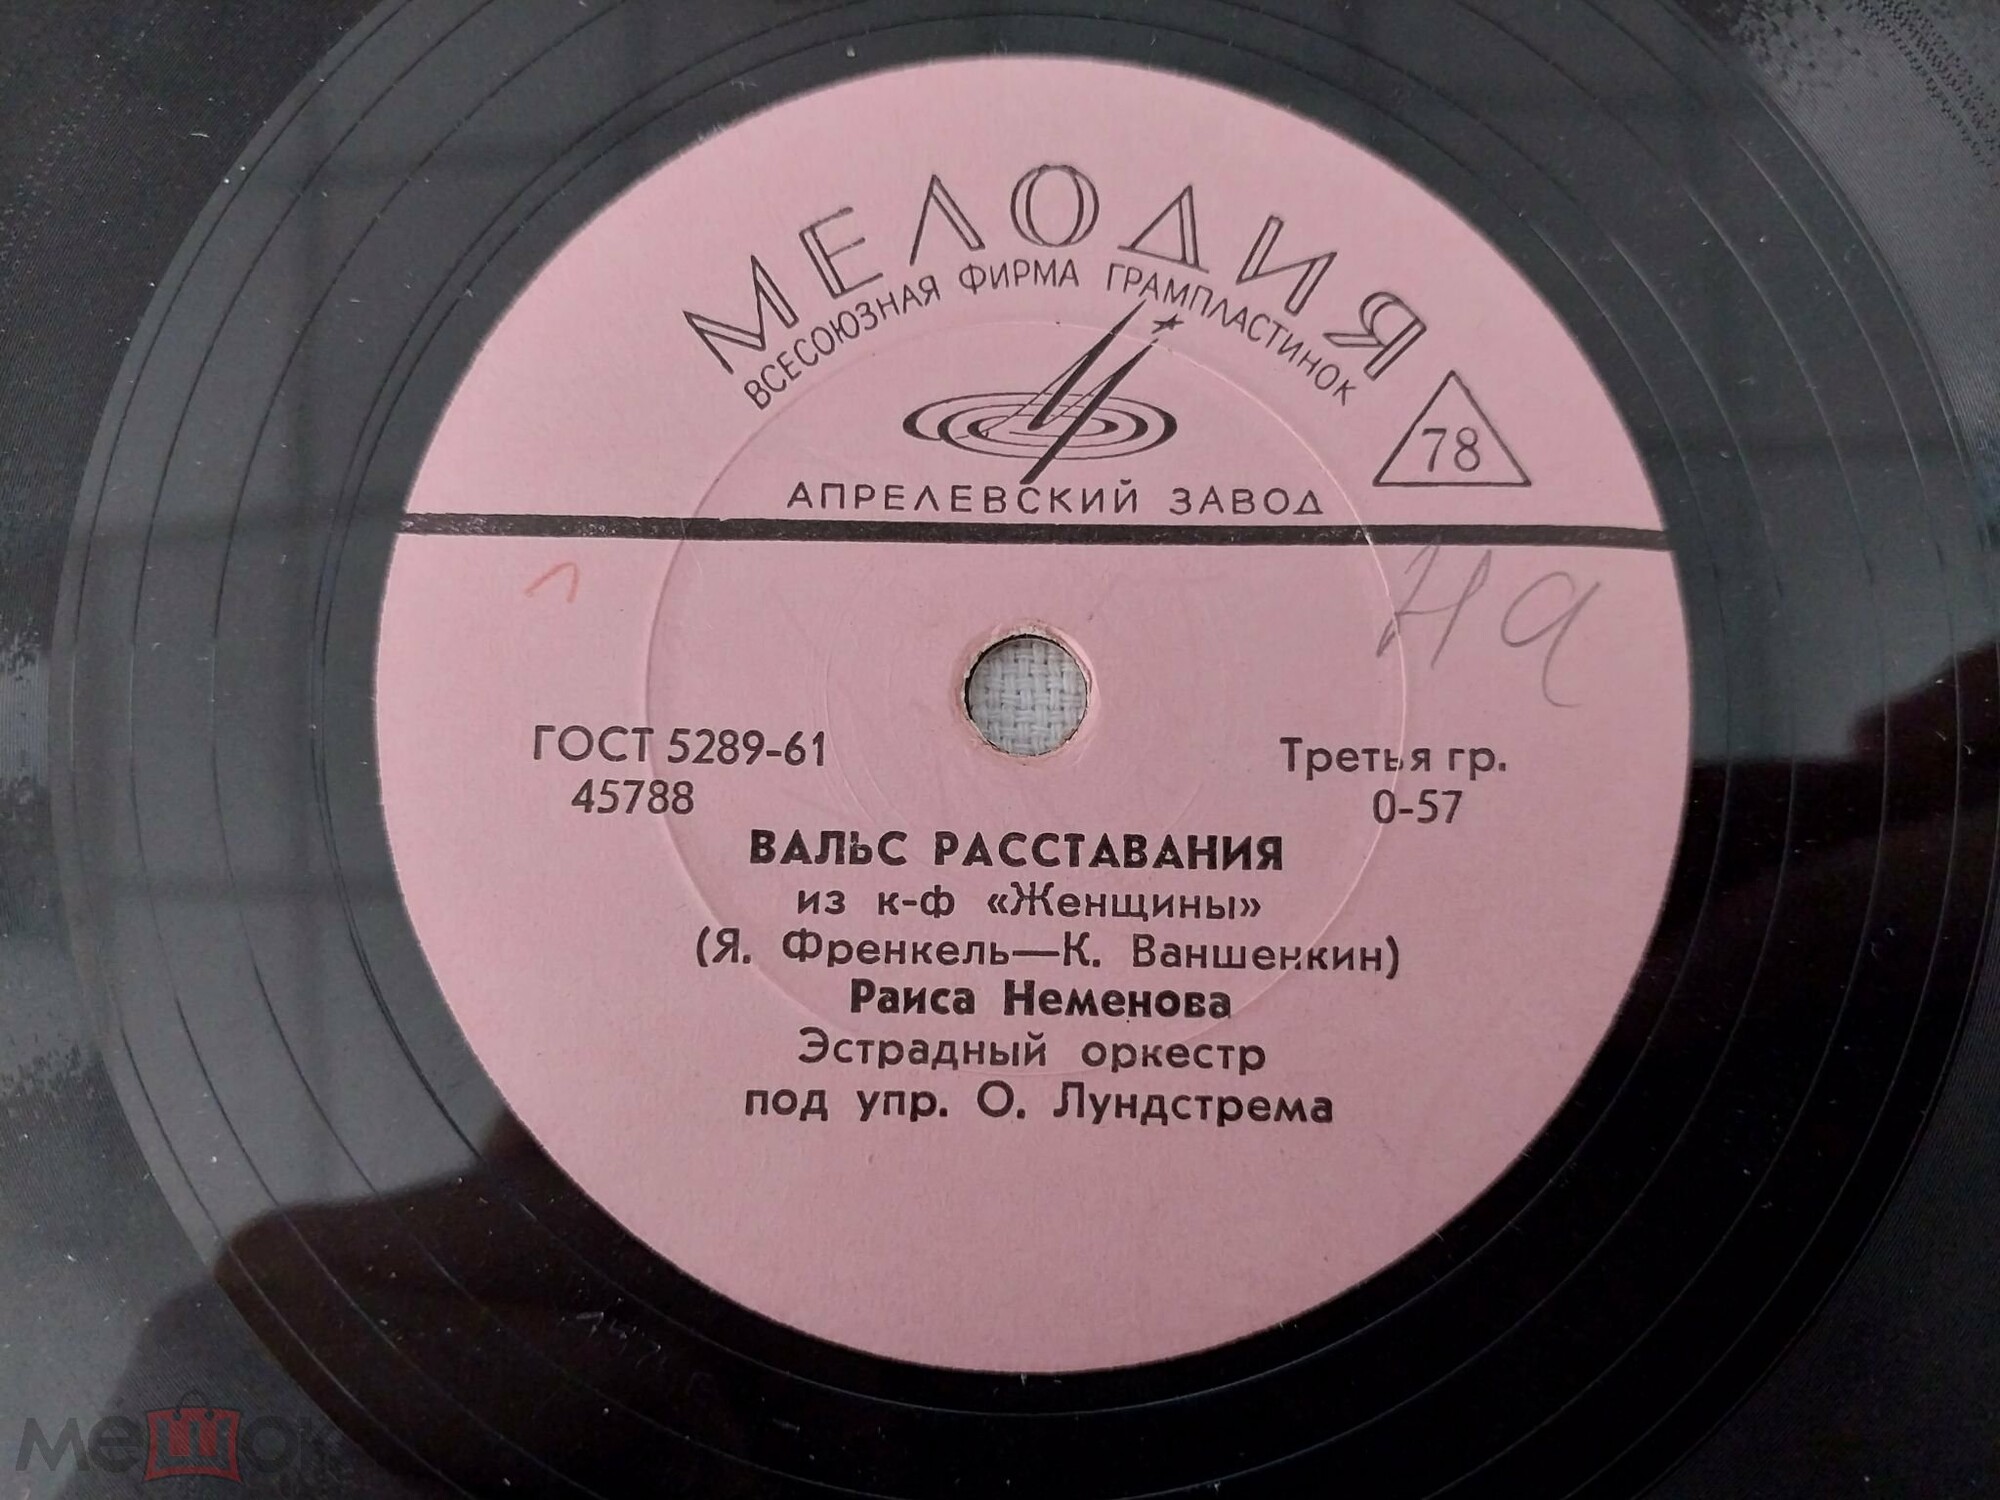 МЕЛОДИЯ
ВСЕСОЮЗНАЯ ФИРМА ГРАМПЛАСТИНОК
78
АПРЕЛЕВСКИЙ ЗАВОД
ГОСТ 5289-61
45788
Третья гр.
0-57
ВАЛЬС РАССТАВАНИЯ
из к-ф «Женщины»
(Я. Френкель—К. Ваншенкин)
Раиса Неменова
Эстрадный оркестр
под упр. О. Лундстрема
мешок